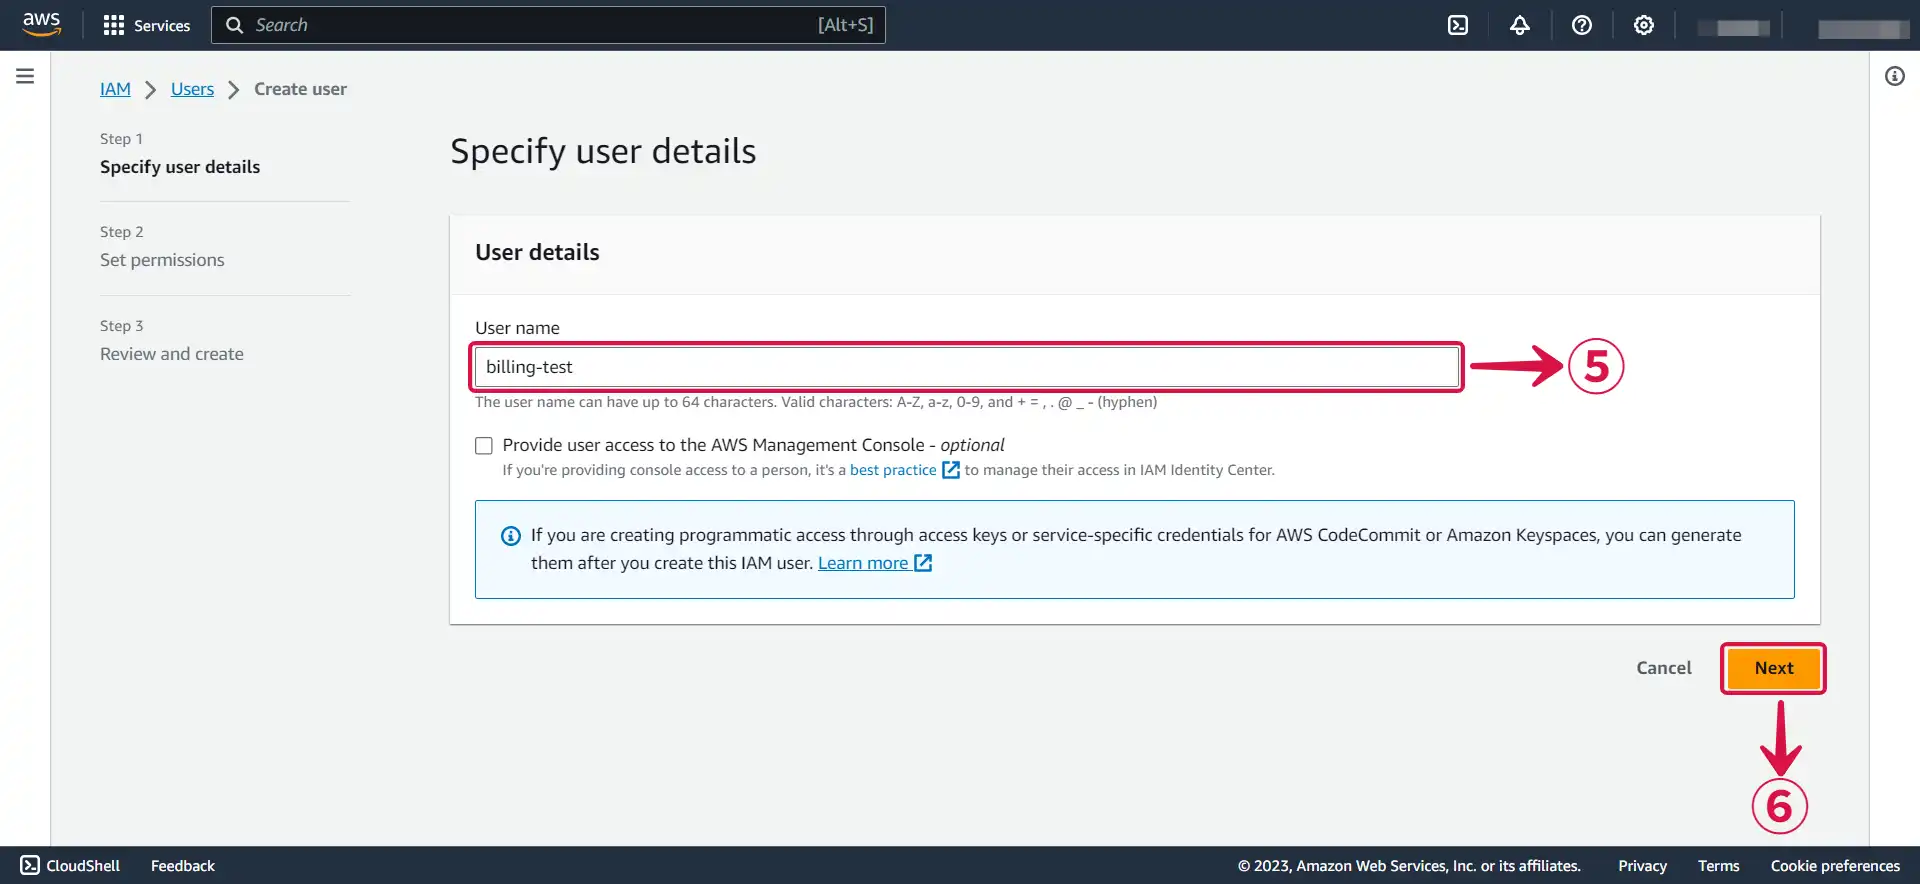 aws
Services
Search
[Alt+S]
IAM > Users > Create user
Step 1
Specify user details
Step 2
Set permissions
Step 3
Review and create
Specify user details
User details
User name
billing-test
The user name can have up to 64 characters. Valid characters: A-Z, a-z, 0-9, and + = , . @ _ - (hyphen)
Provide user access to the AWS Management Console - optional
If you're providing console access to a person, it's a best practice to manage their access in IAM Identity Center.
If you are creating programmatic access through access keys or service-specific credentials for AWS CodeCommit or Amazon Keyspaces, you can generate
them after you create this IAM user. Learn more
5
Cancel
Next
6
CloudShell
Feedback
© 2023, Amazon Web Services, Inc. or its affiliates.
Privacy
Terms
Cookie preferences